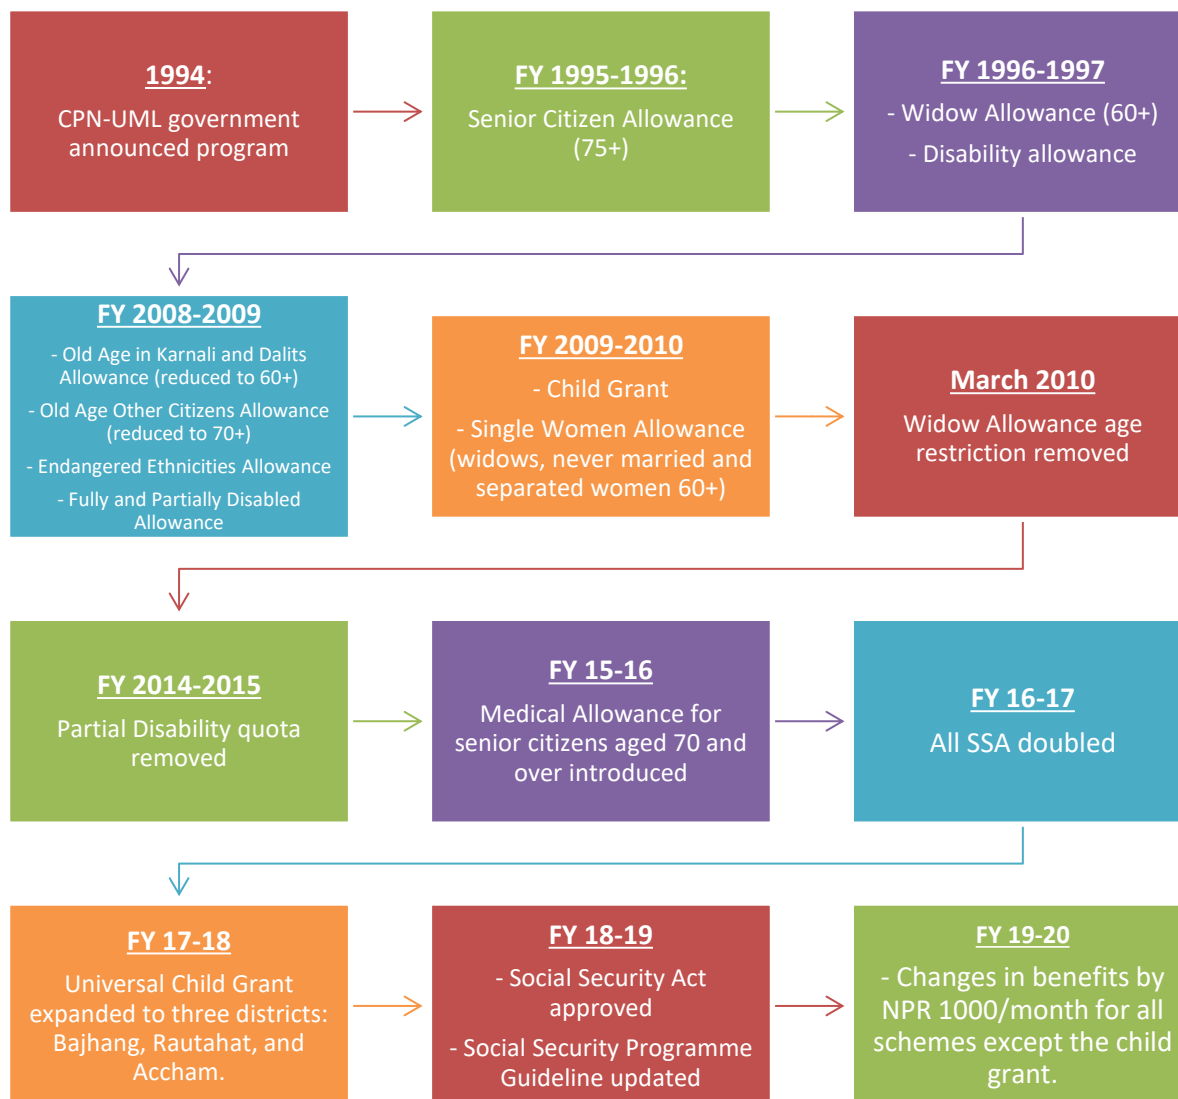 1994:
CPN-UML government
announced program
FY 1995-1996:
Senior Citizen Allowance
(75+)
FY 1996-1997
- Widow Allowance (60+)
- Disability allowance
FY 2008-2009
- Old Age in Karnali and Dalits
Allowance (reduced to 60+)
- Old Age Other Citizens Allowance
(reduced to 70+)
- Endangered Ethnicities Allowance
- Fully and Partially Disabled
Allowance
FY 2009-2010
- Child Grant
- Single Women Allowance
(widows, never married and
separated women 60+)
March 2010
Widow Allowance age
restriction removed
FY 2014-2015
Partial Disability quota
removed
FY 15-16
Medical Allowance for
senior citizens aged 70 and
over introduced
FY 16-17
All SSA doubled
FY 17-18
Universal Child Grant
expanded to three districts:
Bajhang, Rautahat, and
Accham.
FY 18-19
- Social Security Act
approved
- Social Security Programme
Guideline updated
FY 19-20
- Changes in benefits by
NPR 1000/month for all
schemes except the child
grant.